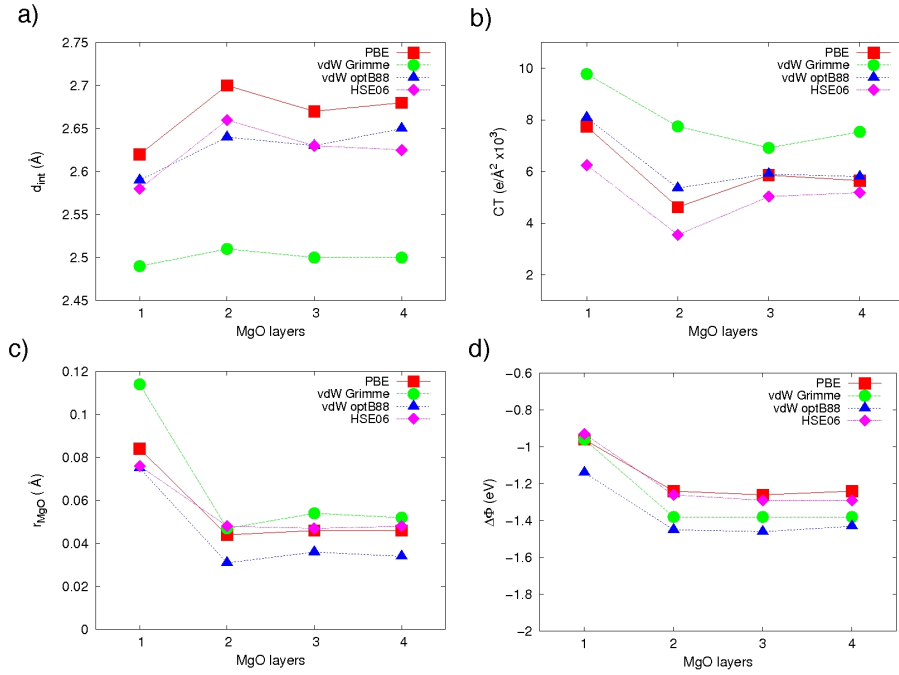 a)
2.75
2.7
2.65
2.6
2.55
2.5
2.45
d_int (Å)
1 2 3 4
MgO layers
PBE
vdW Grimme
vdW optB88
HSE06
b)
10
8
6
4
2
CT (e/Å² x10³)
1 2 3 4
MgO layers
PBE
vdW Grimme
vdW optB88
HSE06
c)
0.12
0.1
0.08
0.06
0.04
0.02
0
r_MgO (Å)
1 2 3 4
MgO layers
PBE
vdW Grimme
vdW optB88
HSE06
d)
−0.6
−0.8
−1
−1.2
−1.4
−1.6
−1.8
−2
ΔΦ (eV)
1 2 3 4
MgO layers
PBE
vdW Grimme
vdW optB88
HSE06